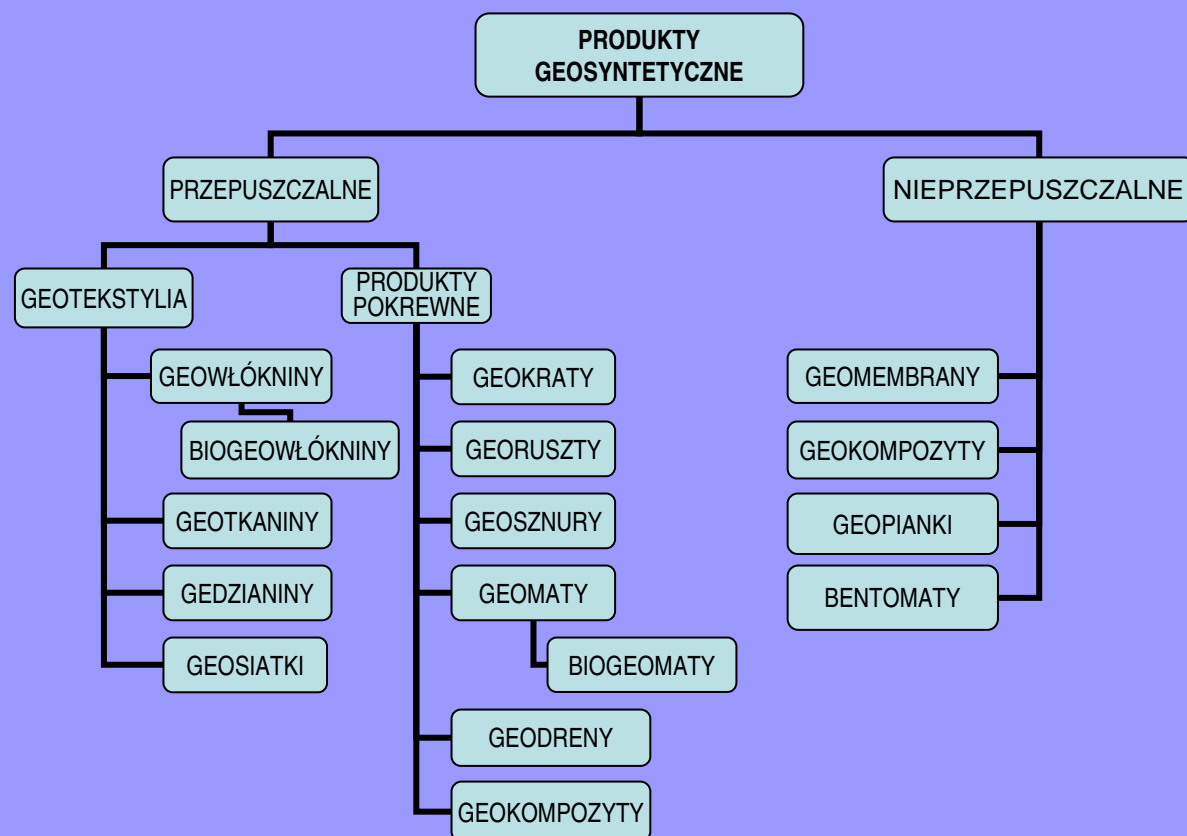 PRODUKTY
GEOSYNTETYCZNE
PRZEPUSZCZALNE
NIEPRZEPUSZCZALNE
GEOTEKSTYLIA
PRODUKTY
POKREWNE
GEOWŁÓKNINY
BIOGEOWŁÓKNINY
GEOTKANINY
GEDZIANINY
GEOSIATKI
GEOKRATY
GEORUSZTY
GEOSZNURY
GEOMATY
BIOGEOMATY
GEODRENY
GEOKOMPOZYTY
GEOMEMBRANY
GEOKOMPOZYTY
GEOPIANKI
BENTOMATY